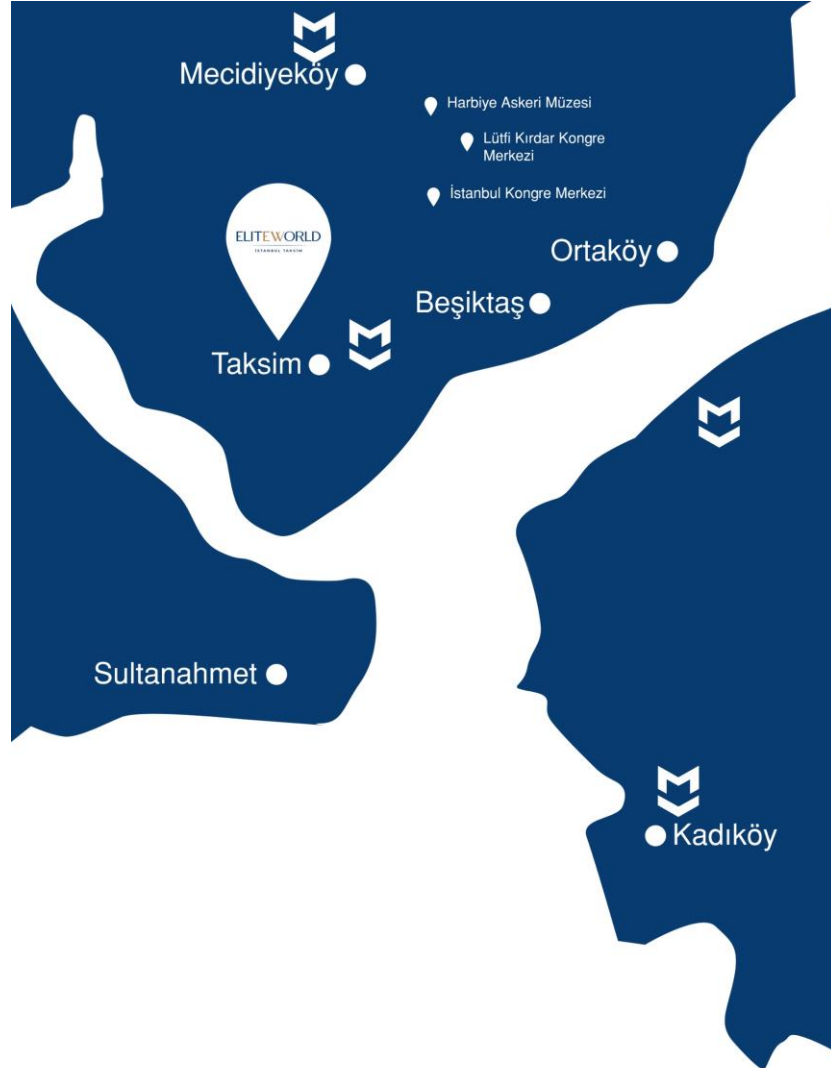 Mecidiyeköy
Harbiye Askeri Müzesi
Lütfi Kırdar Kongre
Merkezi
İstanbul Kongre Merkezi
ELITEWORLD
ISTANBUL TAKSIM
Ortaköy
Beşiktaş
Taksim
Sultanahmet
Kadıköy